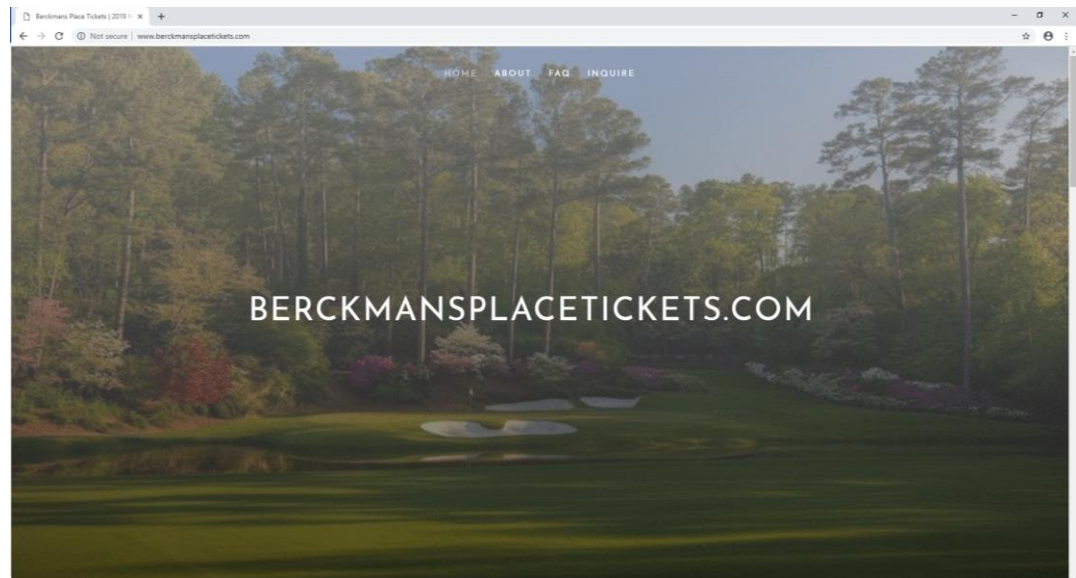 Berckmans Place Tickets | 2019
Not secure | www.berckmansplacetickets.com
HOME ABOUT FAQ INQUIRE
BERCKMANSPLACETICKETS.COM